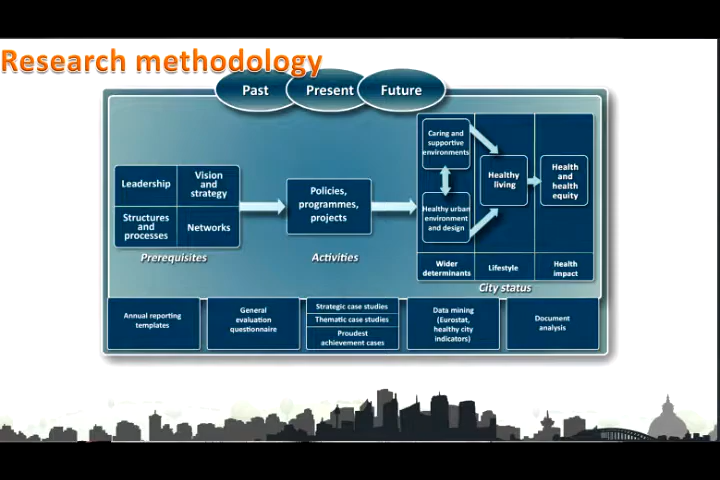 Research methodology
Past
Present
Future
Leadership
Vision
and
strategy
Structures
and
processes
Networks
Prerequisites
Policies,
programmes,
projects
Activities
Caring and
supportive
environments
Healthy urban
environment
and design
Healthy
living
Health
and
health
equity
Wider
determinants
Lifestyle
Health
impact
City status
Annual reporting
templates
General
evaluation
questionnaire
Strategic case studies
Thematic case studies
Proudest
achievement cases
Data mining
(Eurostat,
healthy city
indicators)
Document
analysis